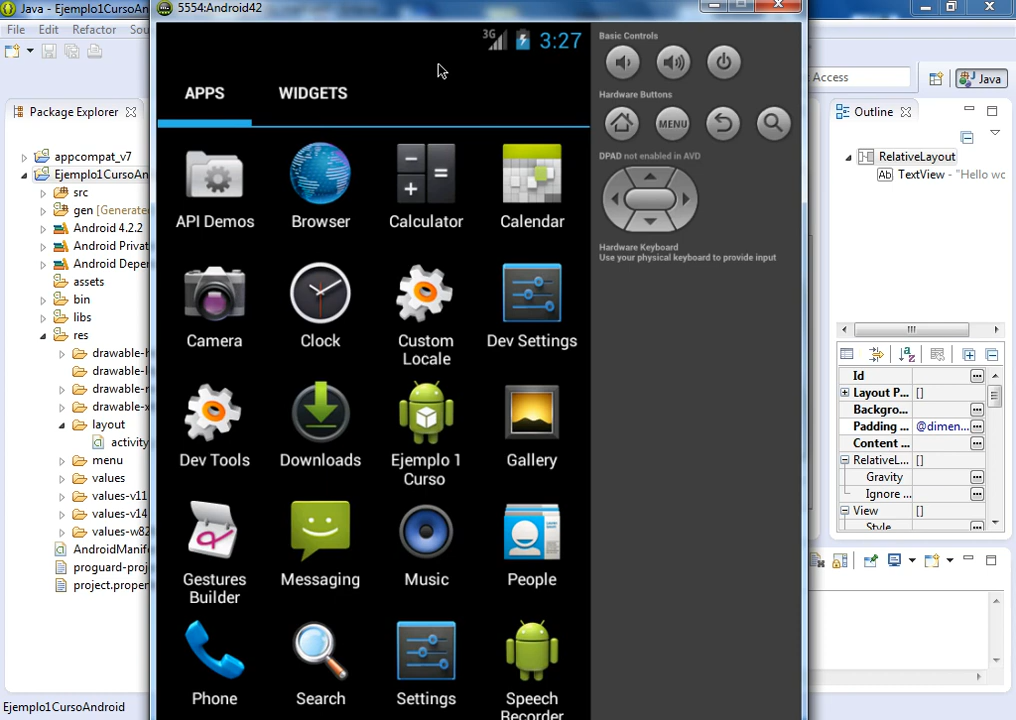 Java - Ejemplo1Curso
5554:Android42
File Edit Refactor Sou
Access
Java
Package Explorer
appcompat_v7
Ejemplo1CursoAn
src
gen [Generate
Android 4.2.2
Android Privat
Android Depe
assets
bin
libs
res
drawable-h
drawable-l
drawable-
drawable-x
layout
activity
menu
values
values-v11
values-v14
values-w82
AndroidManif
proguard-proj
project.proper
Ejemplo1CursoAndroid
3G
3:27
APPS WIDGETS
API Demos
Browser
Calculator
Calendar
Camera
Clock
Custom
Locale
Dev Settings
Dev Tools
Downloads
Ejemplo 1
Curso
Gallery
Gestures
Builder
Messaging
Music
People
Phone
Search
Settings
Speech
Recorder
Basic Controls
Hardware Buttons
MENU
DPAD not enabled in AVD
Hardware Keyboard
Use your physical keyboard to provide input
Outline
RelativeLayout
Ab TextView - "Hello wo
Id
Layout P... []
Backgro...
Padding ... @dimen...
Content ...
RelativeL... []
Gravity
Ignore ...
View []
Style